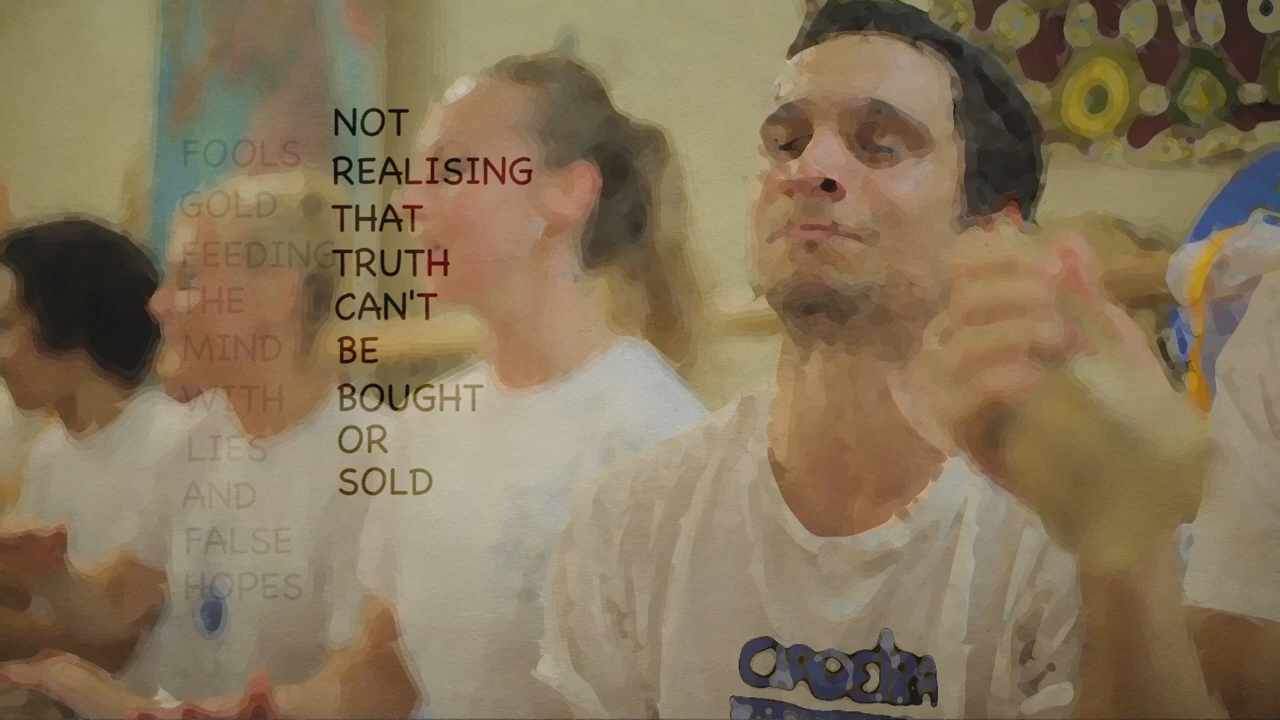 FOOLS
GOLD
FEEDING
THE
MIND
WITH
LIES
AND
FALSE
HOPES
NOT
REALISING
THAT
TRUTH
CAN'T
BE
BOUGHT
OR
SOLD
CAPOEIRA